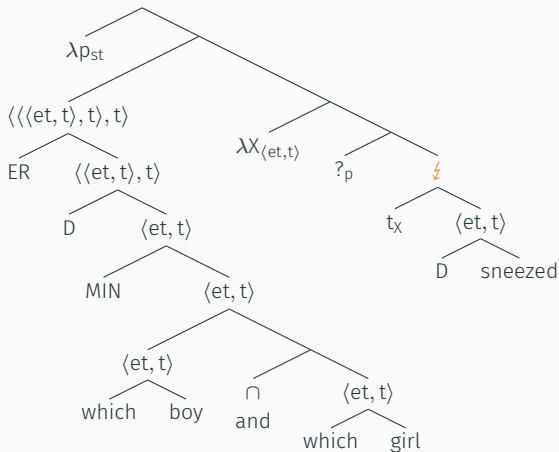 λp_st
⟨⟨⟨et, t⟩, t⟩, t⟩
λX_⟨et,t⟩
?_p
ER
⟨⟨et, t⟩, t⟩
t_X
⟨et, t⟩
D
⟨et, t⟩
D
sneezed
MIN
⟨et, t⟩
⟨et, t⟩
∩
⟨et, t⟩
which
boy
and
which
girl